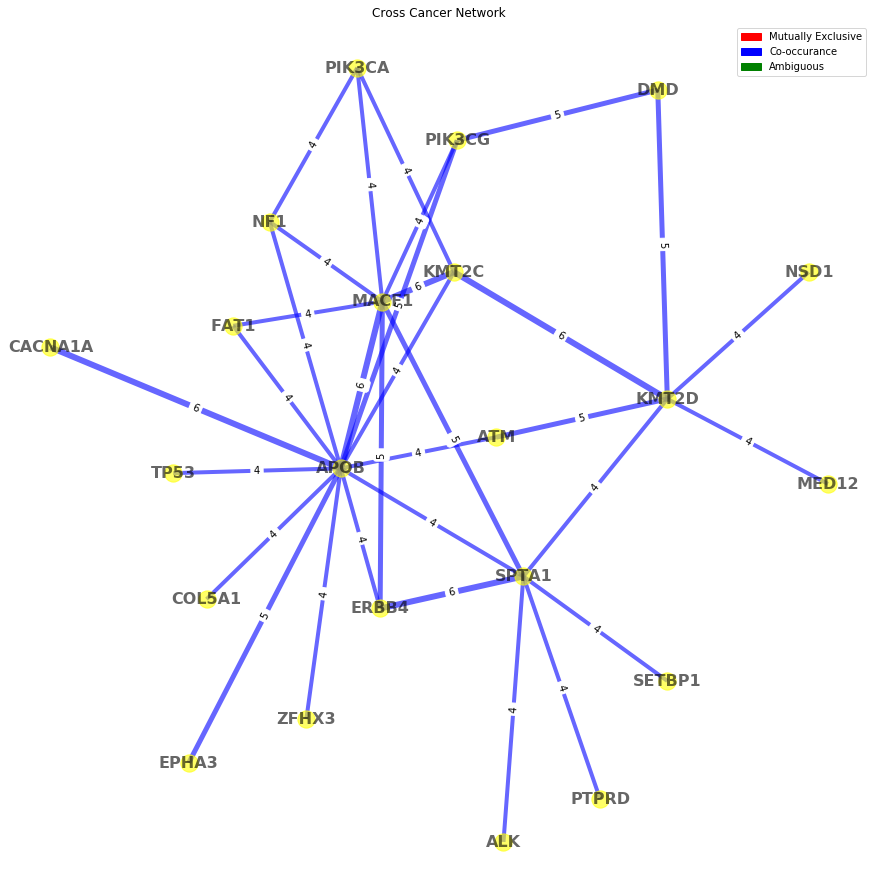 Cross Cancer Network
Mutually Exclusive
Co-occurance
Ambiguous
PIK3CA
DMD
5
PIK3CG
4
4
4
NF1
4
5
4
KMT2C
NSD1
6
MACF1
5
4
FAT1
4
6
4
CACNA1A
4
6
4
4
6
KMT2D
5
ATM
5
4
4
5
4
APOB
4
TP53
4
MED12
4
4
4
4
SPTA1
6
4
COL5A1
ERBB4
5
4
SETBP1
4
4
ZFHX3
EPHA3
PTPRD
ALK